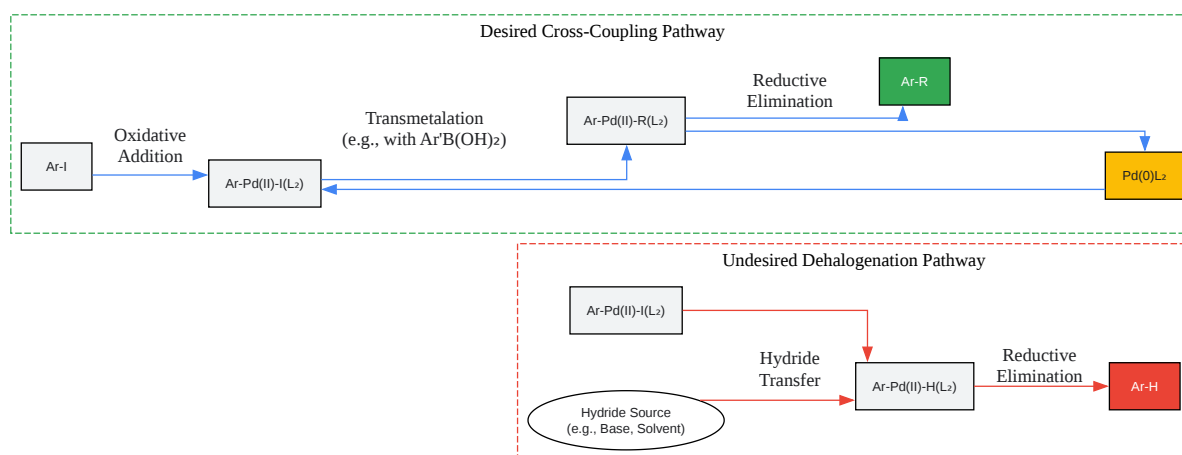 Desired Cross-Coupling Pathway
Ar-I
Oxidative
Addition
Ar-Pd(II)-I(L₂)
Transmetalation
(e.g., with Ar'B(OH)₂)
Ar-Pd(II)-R(L₂)
Reductive
Elimination
Ar-R
Pd(0)L₂
Undesired Dehalogenation Pathway
Ar-Pd(II)-I(L₂)
Hydride Source
(e.g., Base, Solvent)
Hydride
Transfer
Ar-Pd(II)-H(L₂)
Reductive
Elimination
Ar-H